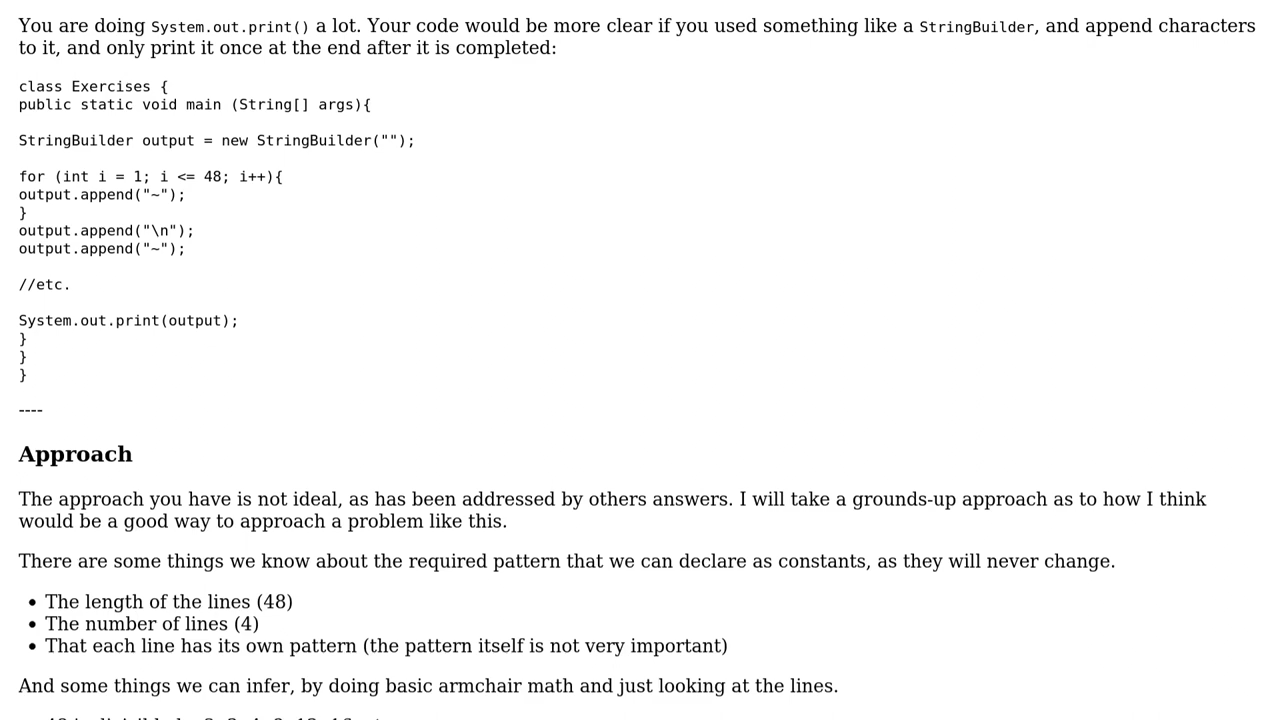 You are doing System.out.print() a lot. Your code would be more clear if you used something like a StringBuilder, and append characters
to it, and only print it once at the end after it is completed:
class Exercises {
public static void main (String[] args){
StringBuilder output = new StringBuilder("");
for (int i = 1; i <= 48; i++){
output.append("~");
}
output.append("\n");
output.append("~");
//etc.
System.out.print(output);
}
}
}
----
Approach
The approach you have is not ideal, as has been addressed by others answers. I will take a grounds-up approach as to how I think
would be a good way to approach a problem like this.
There are some things we know about the required pattern that we can declare as constants, as they will never change.
• The length of the lines (48)
• The number of lines (4)
• That each line has its own pattern (the pattern itself is not very important)
And some things we can infer, by doing basic armchair math and just looking at the lines.